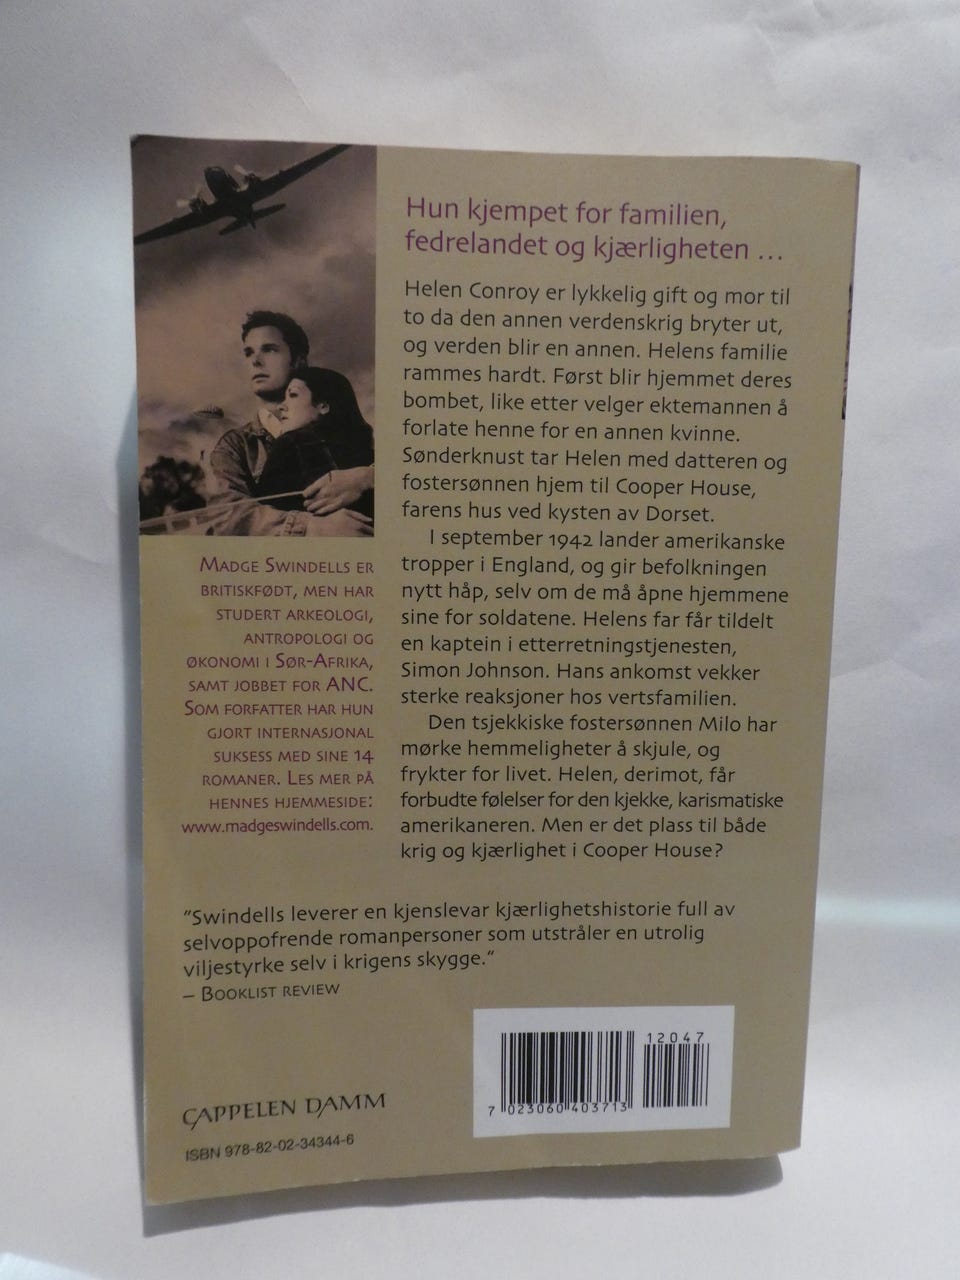 Hun kjempet for familien,
fedrelandet og kjærligheten ...
Helen Conroy er lykkelig gift og mor til
to da den annen verdenskrig bryter ut,
og verden blir en annen. Helens familie
rammes hardt. Først blir hjemmet deres
bombet, like etter velger ektemannen å
forlate henne for en annen kvinne.
Sønderknust tar Helen med datteren og
fostersønnen hjem til Cooper House,
farens hus ved kysten av Dorset.
I september 1942 lander amerikanske
tropper i England, og gir befolkningen
nytt håp, selv om de må åpne hjemmene
sine for soldatene. Helens far får tildelt
en kaptein i etterretningstjenesten,
Simon Johnson. Hans ankomst vekker
sterke reaksjoner hos vertsfamilien.
Den tsjekkiske fostersønnen Milo har
mørke hemmeligheter å skjule, og
frykter for livet. Helen, derimot, får
forbudte følelser for den kjekke, karismatiske
amerikaneren. Men er det plass til både
krig og kjærlighet i Cooper House?
MADGE SWINDELLS ER
BRITISKFØDT, MEN HAR
STUDERT ARKEOLOGI,
ANTROPOLOGI OG
ØKONOMI I SØR-AFRIKA,
SAMT JOBBET FOR ANC.
SOM FORFATTER HAR HUN
GJORT INTERNASJONAL
SUKSESS MED SINE 14
ROMANER. LES MER PÅ
HENNES HJEMMESIDE:
www.madgeswindells.com.
"Swindells leverer en kjenslevar kjærlighetshistorie full av
selvoppofrende romanpersoner som utstråler en utrolig
viljestyrke selv i krigens skygge."
– BOOKLIST REVIEW
12047
7 023060 403713
CAPPELEN DAMM
ISBN 978-82-02-34344-6